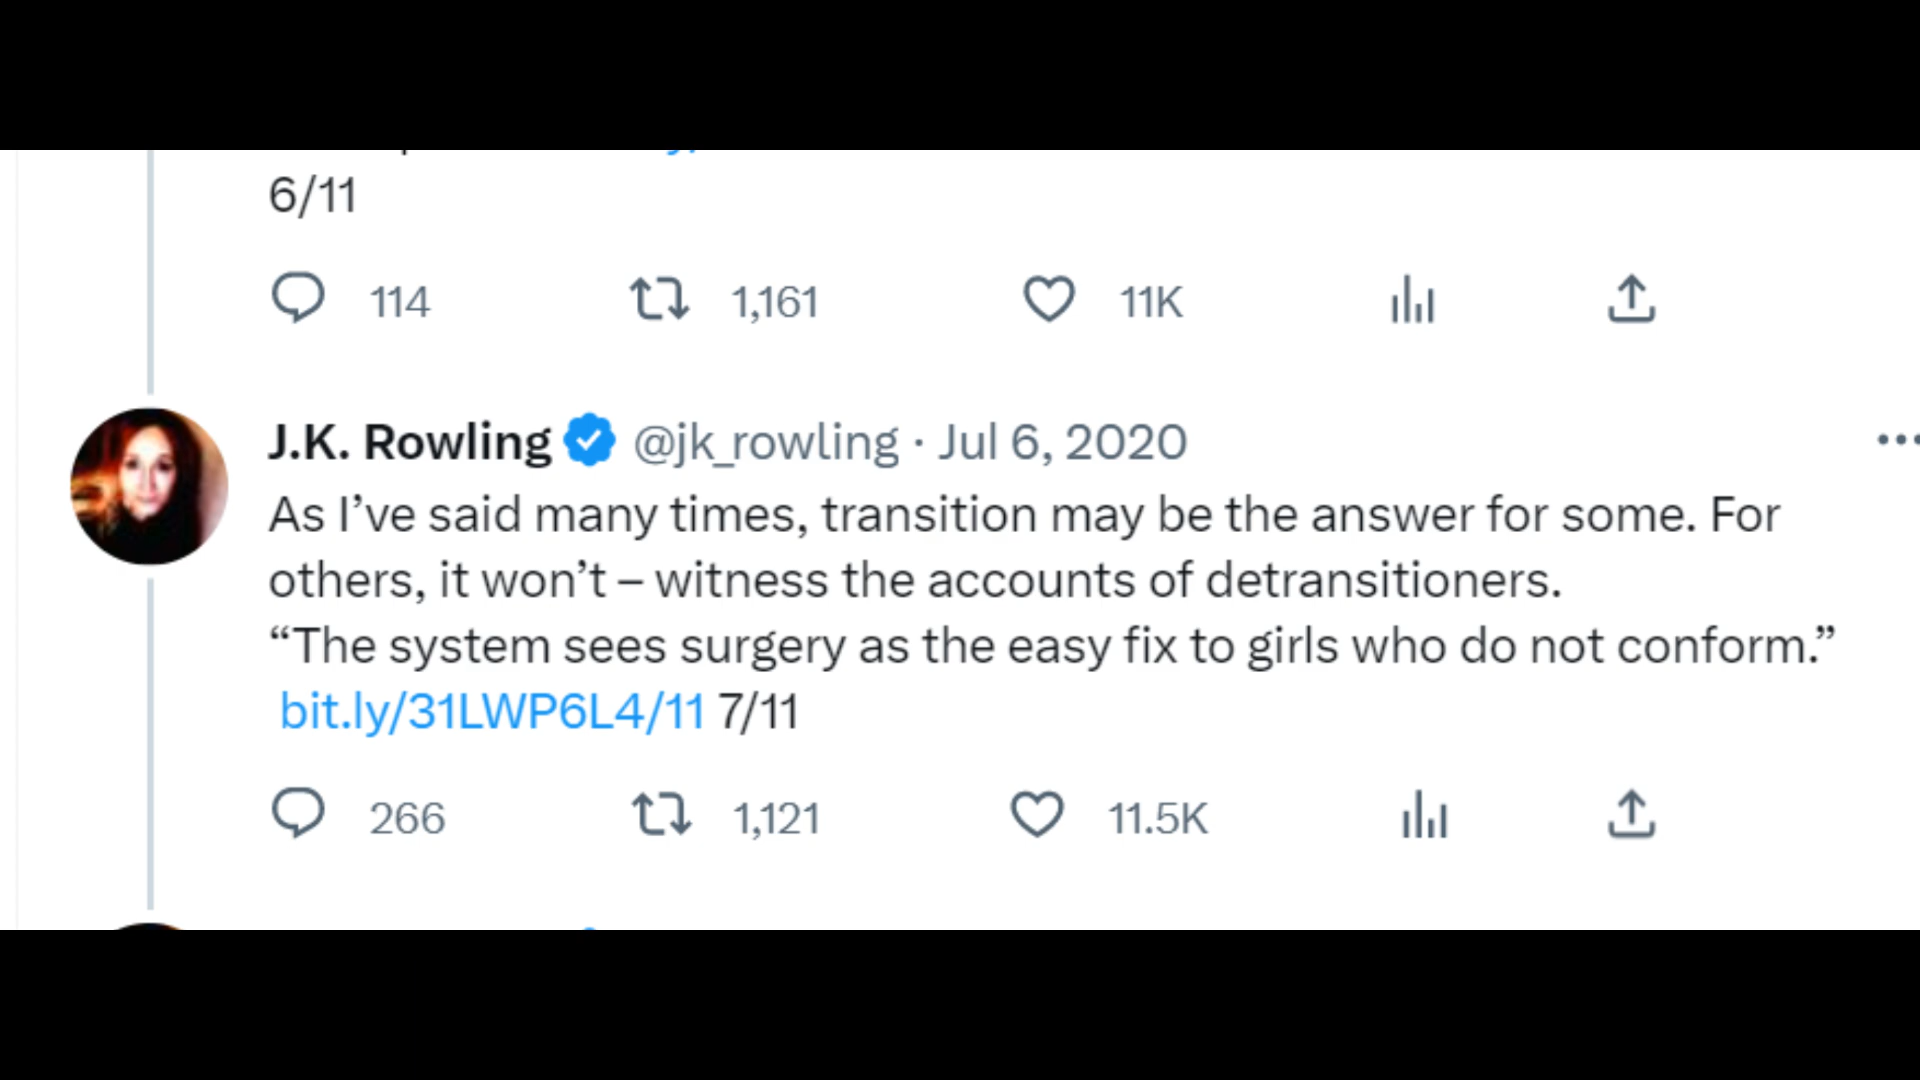 6/11
114 1,161 11K
J.K. Rowling @jk_rowling · Jul 6, 2020
As I’ve said many times, transition may be the answer for some. For
others, it won’t – witness the accounts of detransitioners.
“The system sees surgery as the easy fix to girls who do not conform.”
bit.ly/31LWP6L4/11 7/11
266 1,121 11.5K